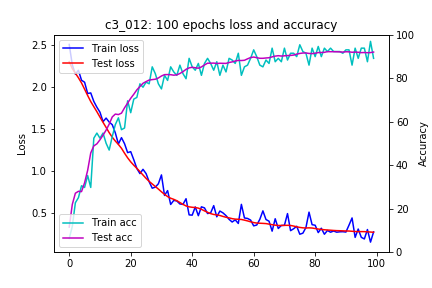 c3_012: 100 epochs loss and accuracy
2.5
2.0
1.5
1.0
0.5
Loss
Train loss
Test loss
Train acc
Test acc
0
20
40
60
80
100
100
80
60
40
20
0
Accuracy